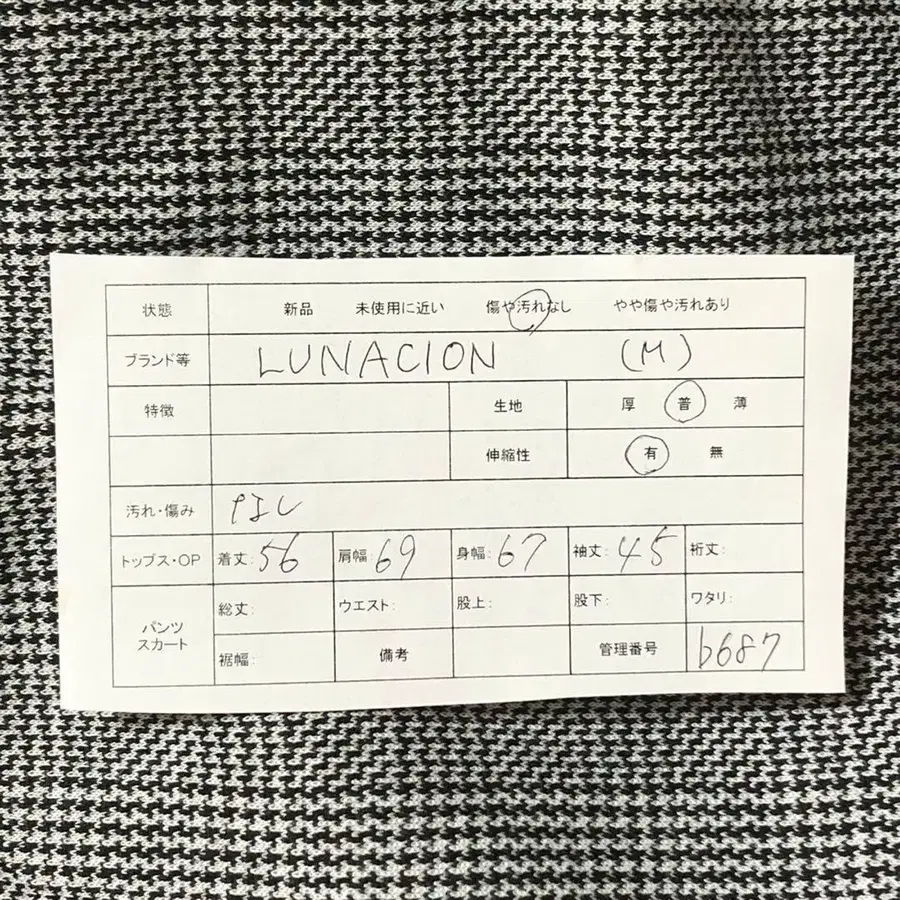 状態 新品 未使用に近い 傷や汚れなし やや傷や汚れあり
ブランド等 LUNACION (M)
特徴 生地 厚 普 薄
伸縮性 有 無
汚れ・傷み なし
トップス・OP 着丈:56 肩幅:69 身幅:67 袖丈:45 裄丈:
パンツ スカート 総丈: ウエスト: 股上: 股下: ワタリ:
裾幅: 備考 管理番号 b687